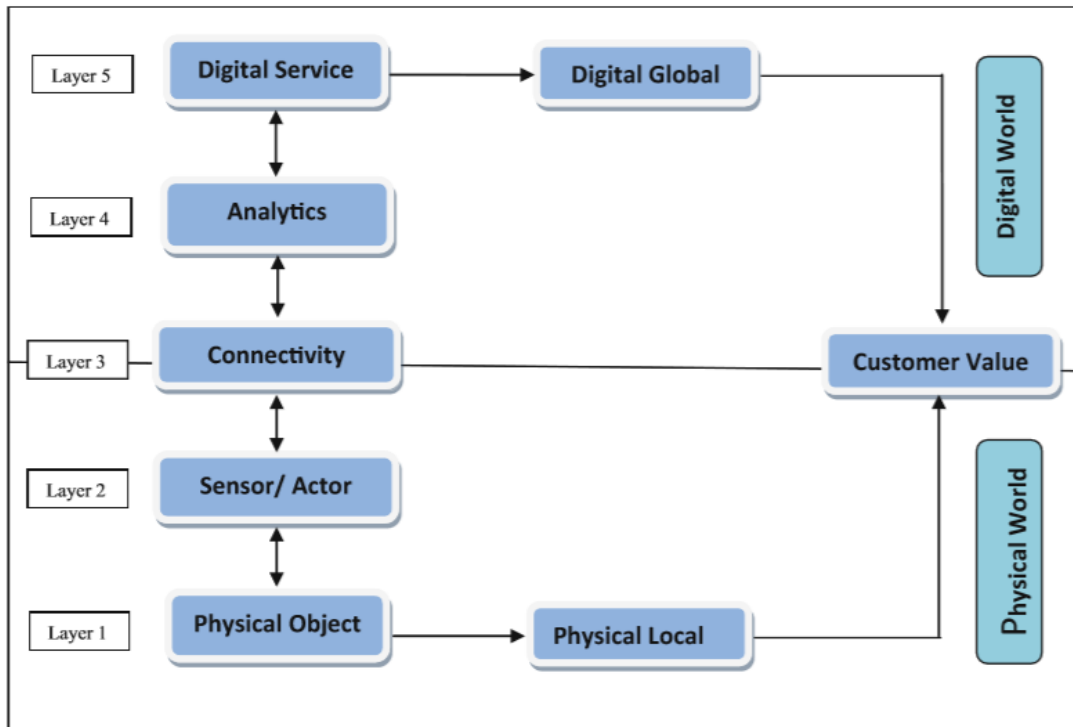 Layer 5
Digital Service
Digital Global
Digital World
Layer 4
Analytics
Layer 3
Connectivity
Customer Value
Layer 2
Sensor/ Actor
Physical World
Layer 1
Physical Object
Physical Local